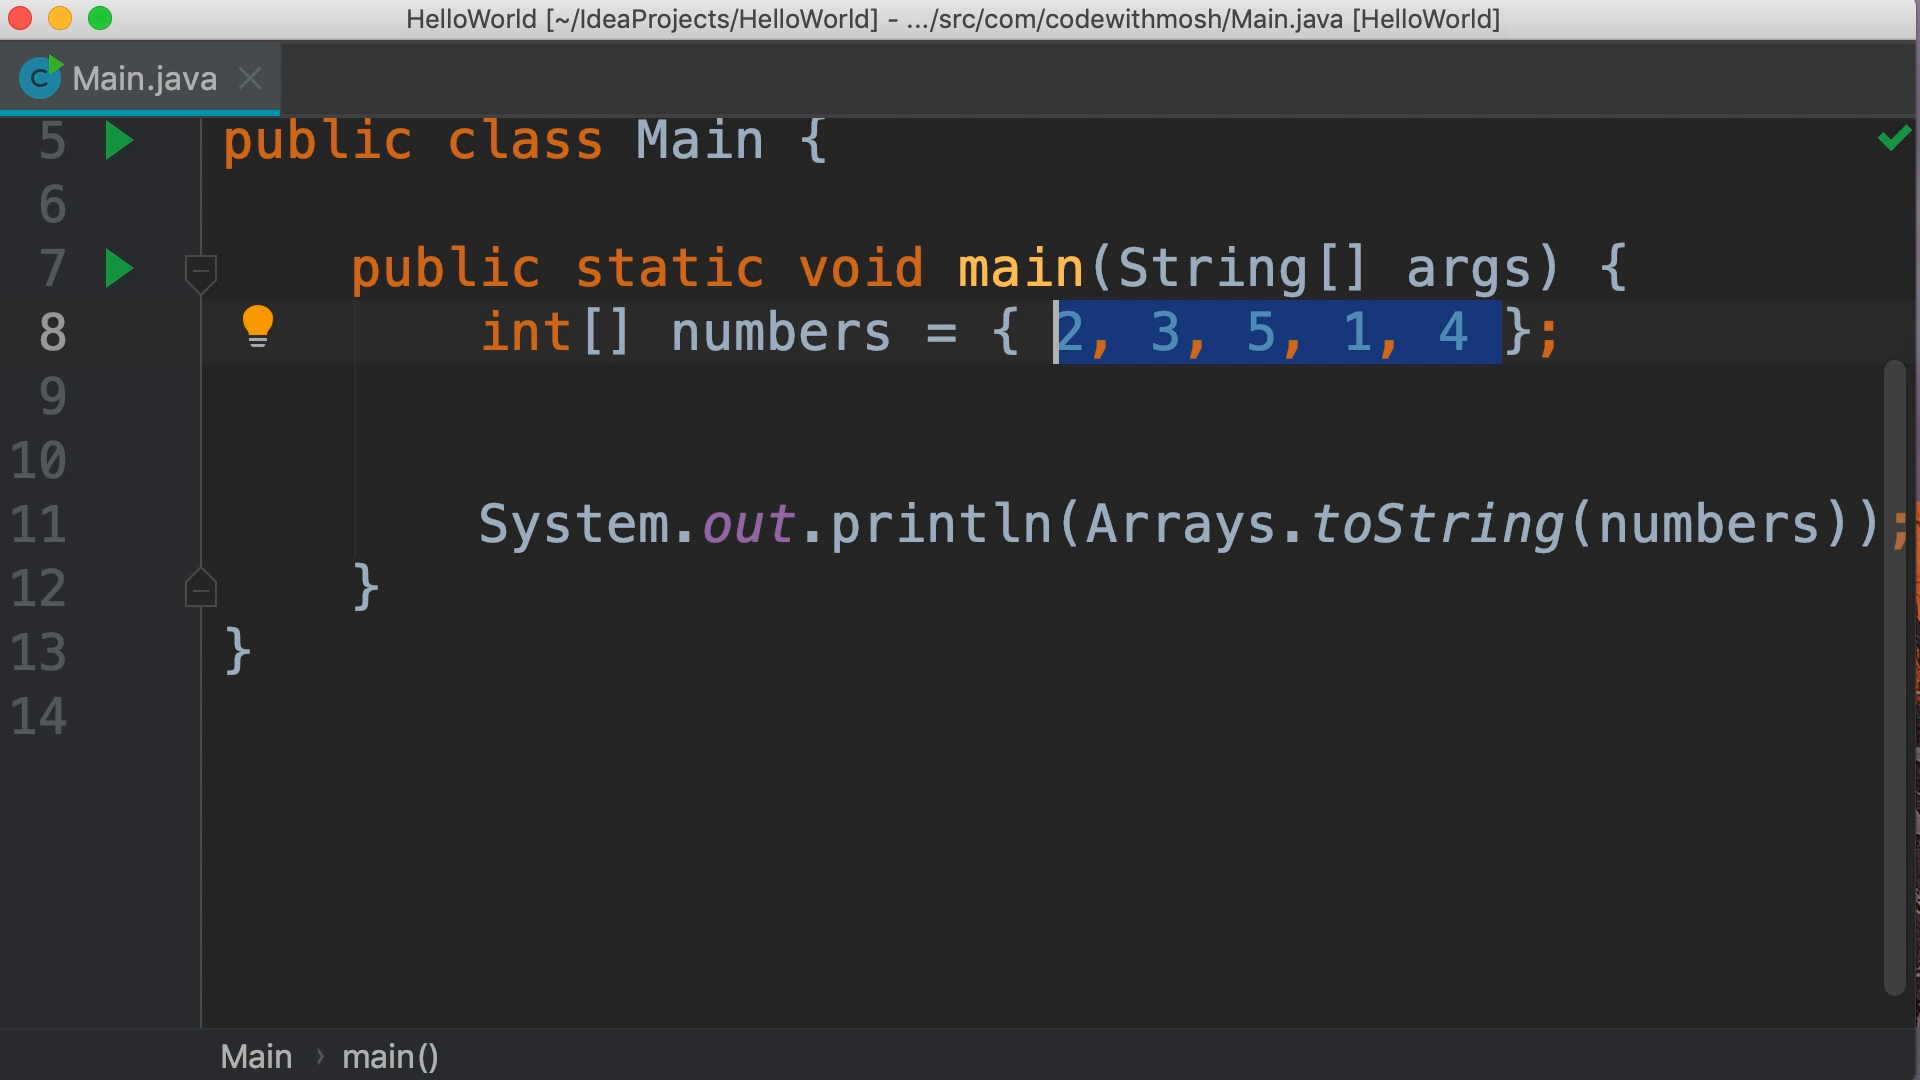 HelloWorld [~/IdeaProjects/HelloWorld] - .../src/com/codewithmosh/Main.java [HelloWorld]
C Main.java
5 public class Main {
6
7 public static void main(String[] args) {
8 int[] numbers = { 2, 3, 5, 1, 4 };
9
10
11 System.out.println(Arrays.toString(numbers));
12 }
13 }
14
Main › main()